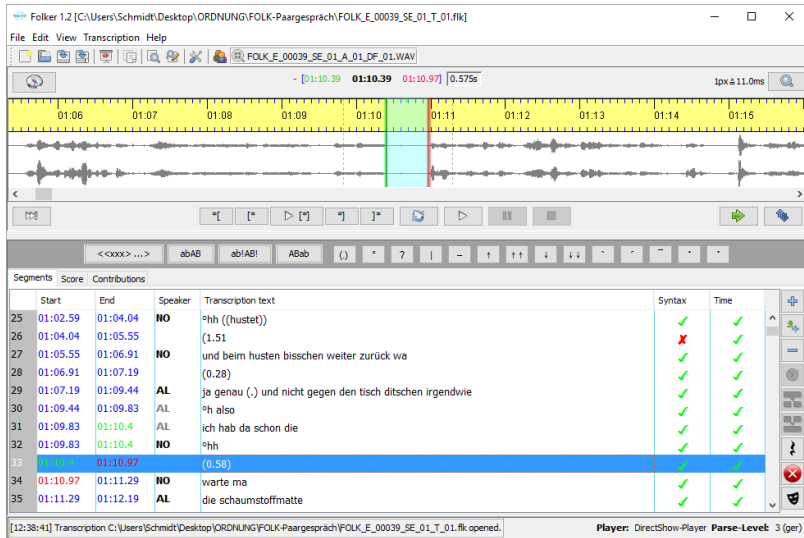 Folker 1.2 [C:\Users\Schmidt\Desktop\ORDNUNG\FOLK-Paargespräch\FOLK_E_00039_SE_01_T_01.flk]
File Edit View Transcription Help
FOLK_E_00039_SE_01_A_01_DF_01.WAV
- [01:10.39 01:10.39 01:10.97] 0.575s 1px≙11.0ms
01:06 01:07 01:08 01:09 01:10 01:11 01:12 01:13 01:14 01:15
*[ [* ▷ [*] *] ]*
<<xxx> ...> abAB ab!AB! ABab (.) ° ? | – ↑ ↑↑ ↓ ↓↓ ` ´ ¯ ˆ ˇ
Segments Score Contributions
Start End Speaker Transcription text Syntax Time
25 01:02.59 01:04.04 NO °hh ((hustet)) ✓ ✓
26 01:04.04 01:05.55 (1.51 ✗ ✓
27 01:05.55 01:06.91 NO und beim husten bisschen weiter zurück wa ✓ ✓
28 01:06.91 01:07.19 (0.28) ✓ ✓
29 01:07.19 01:09.44 AL ja genau (.) und nicht gegen den tisch ditschen irgendwie ✓ ✓
30 01:09.44 01:09.83 AL °h also ✓ ✓
31 01:09.83 01:10.4 AL ich hab da schon die ✓ ✓
32 01:09.83 01:10.4 NO °hh ✓ ✓
33 01:10.4 01:10.97 (0.58) ✓ ✓
34 01:10.97 01:11.29 NO warte ma ✓ ✓
35 01:11.29 01:12.19 AL die schaumstoffmatte ✓ ✓
[12:38:41] Transcription C:\Users\Schmidt\Desktop\ORDNUNG\FOLK-Paargespräch\FOLK_E_00039_SE_01_T_01.flk opened. Player: DirectShow-Player Parse-Level: 3 (ger)